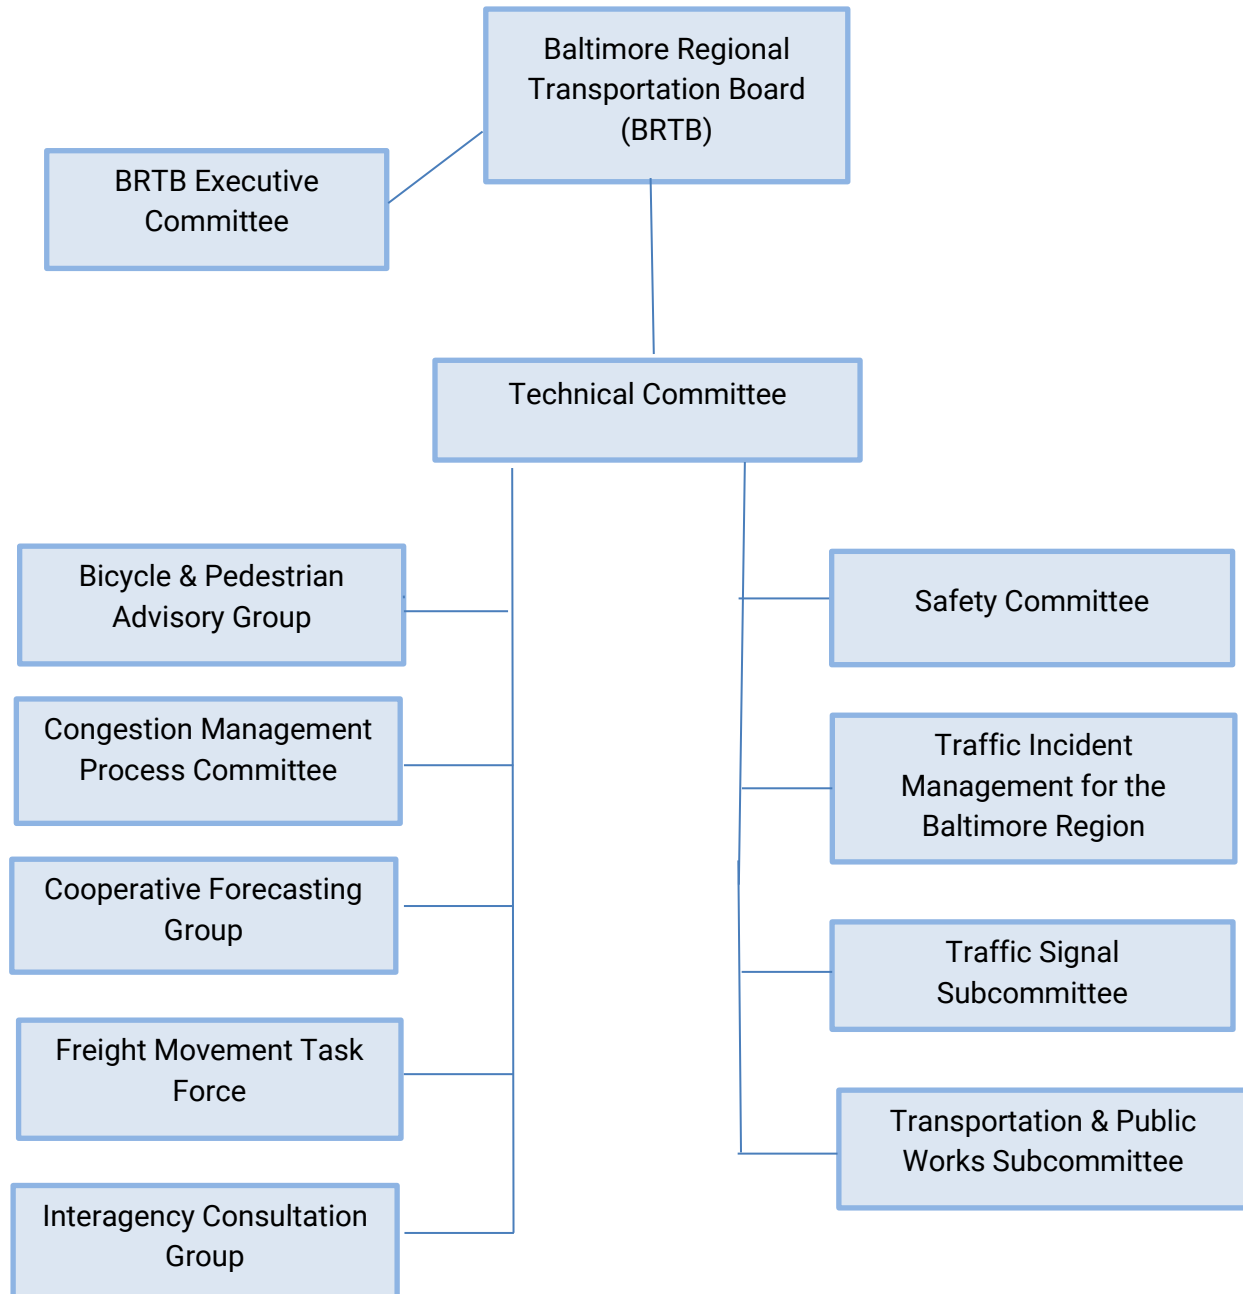 Baltimore Regional
Transportation Board
(BRTB)
BRTB Executive
Committee
Technical Committee
Bicycle & Pedestrian
Advisory Group
Congestion Management
Process Committee
Cooperative Forecasting
Group
Freight Movement Task
Force
Interagency Consultation
Group
Safety Committee
Traffic Incident
Management for the
Baltimore Region
Traffic Signal
Subcommittee
Transportation & Public
Works Subcommittee